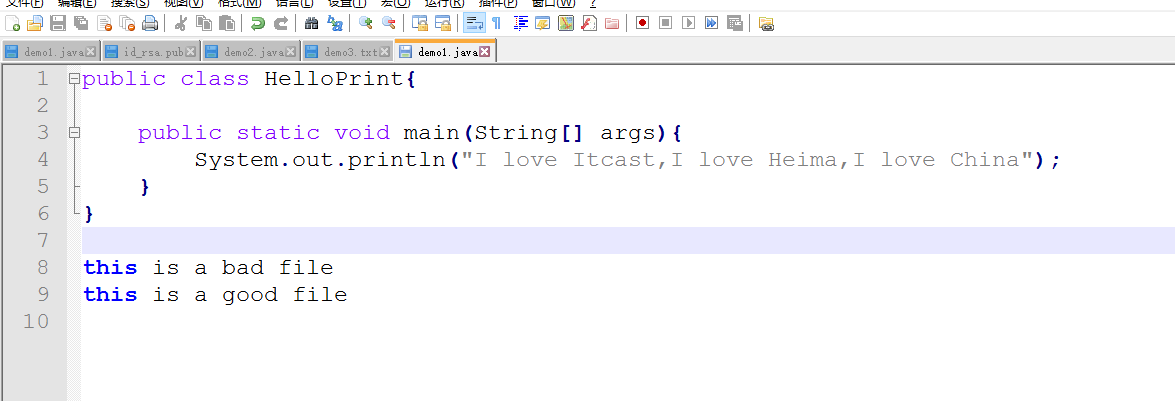 文件(F) 编辑(E) 搜索(S) 视图(V) 格式(M) 语言(L) 设置(T) 宏(O) 运行(R) 插件(P) 窗口(W) ?
demo1.java id_rsa.pub demo2.java demo3.txt demo1.java
1 public class HelloPrint{
2
3 public static void main(String[] args){
4 System.out.println("I love Itcast,I love Heima,I love China");
5 }
6 }
7
8 this is a bad file
9 this is a good file
10